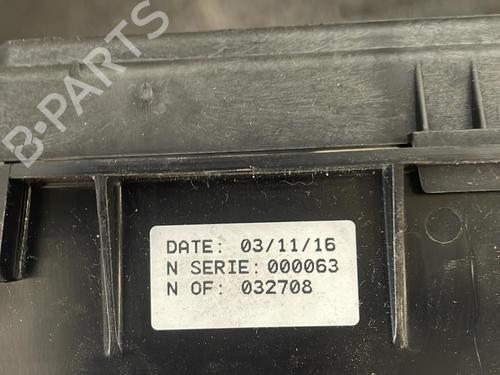 B-PARTS
DATE: 03/11/16
N SERIE: 000063
N OF: 032708